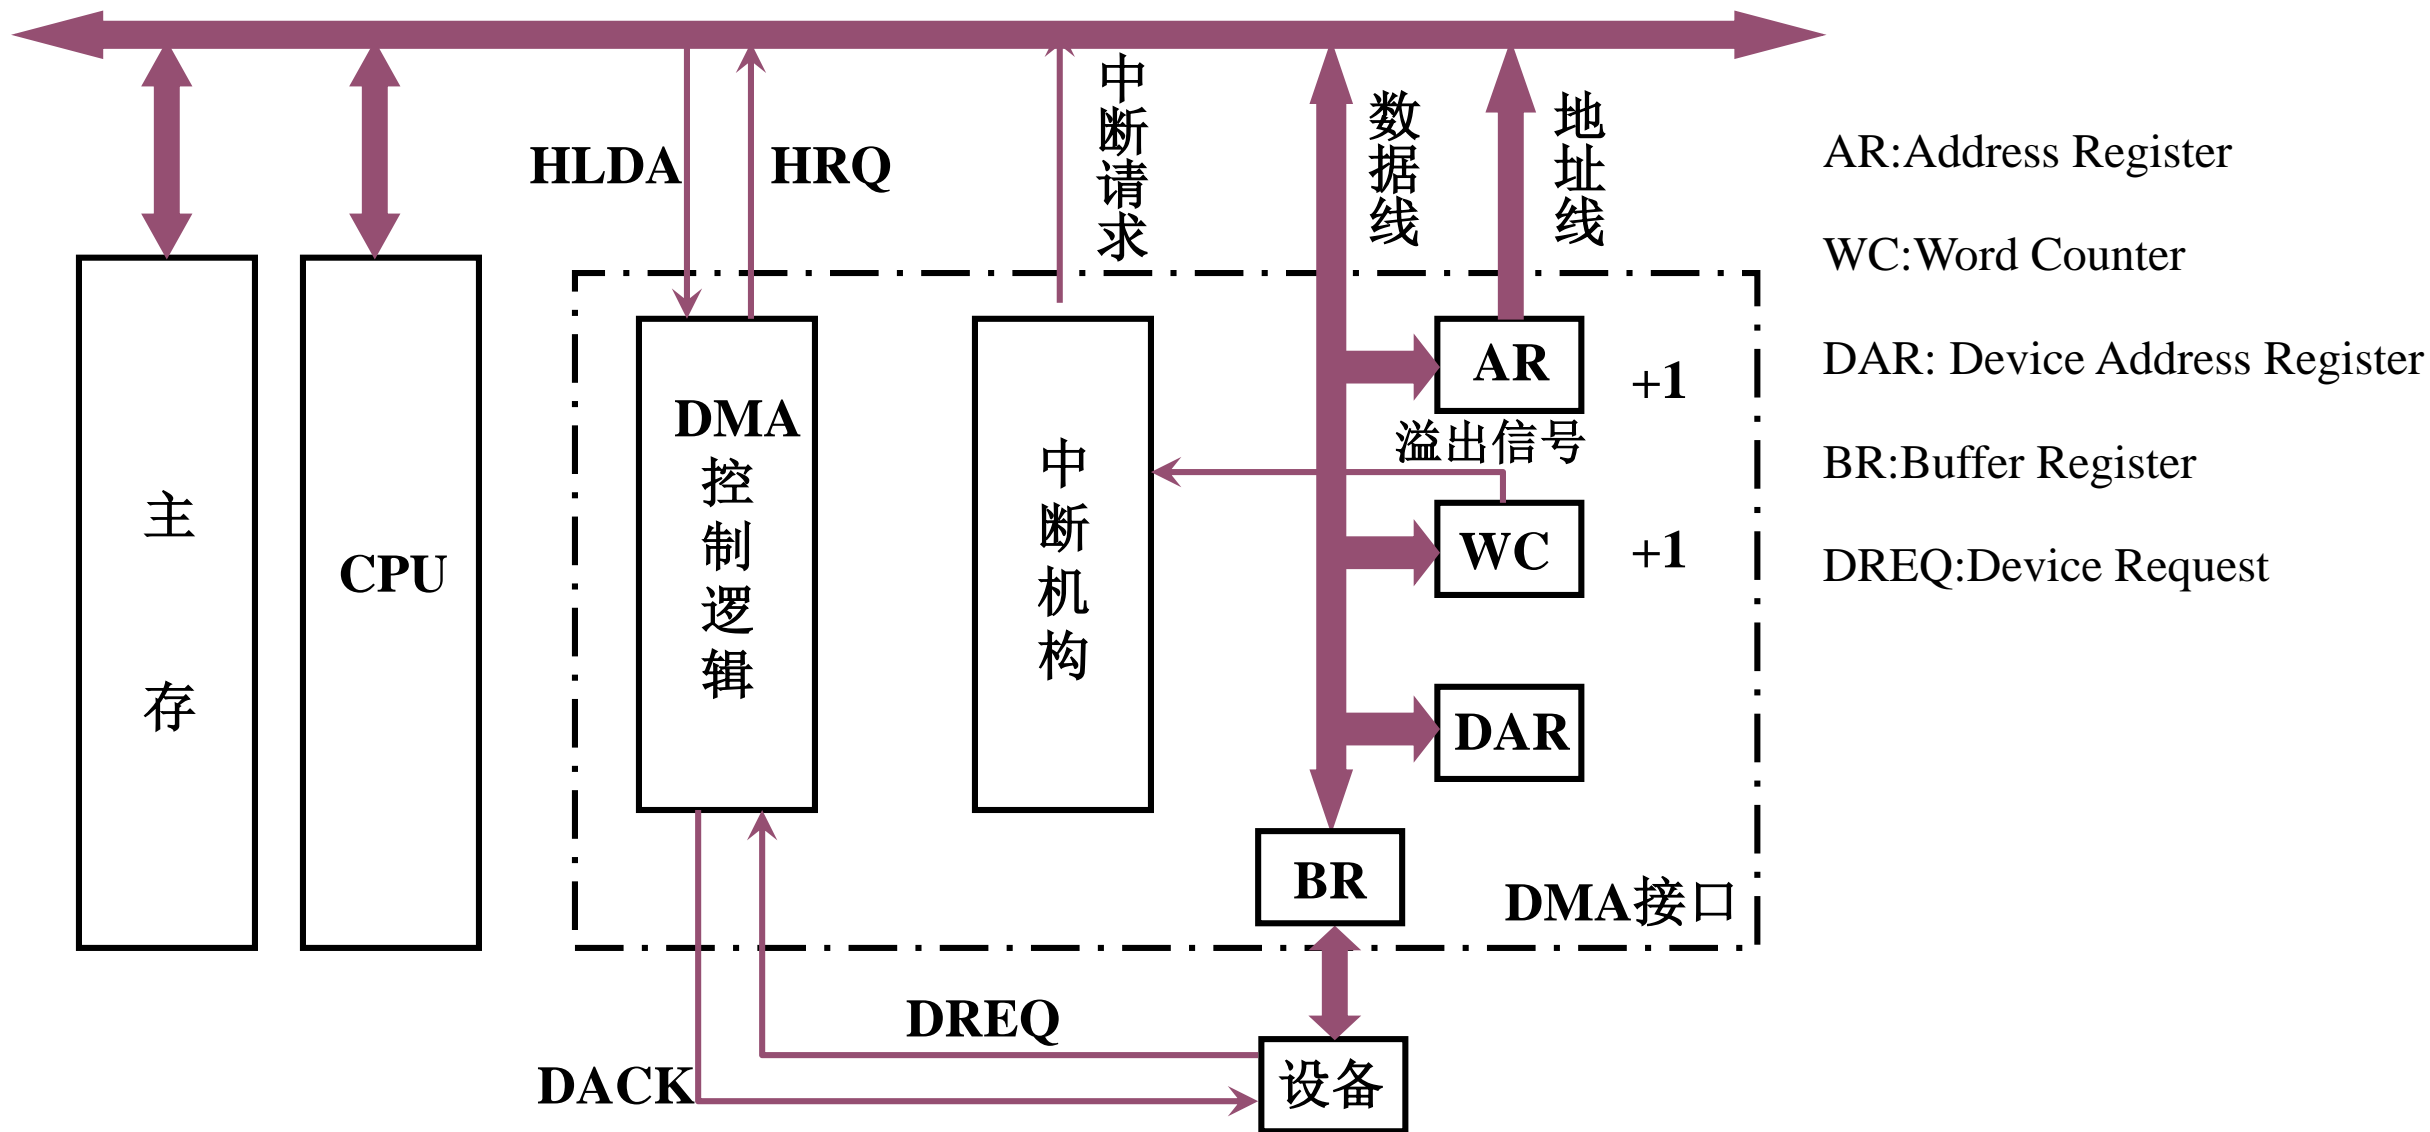 主存
CPU
HLDA
HRQ
中断请求
数据线
地址线
DMA控制逻辑
中断机构
AR
+1
溢出信号
WC
+1
DAR
BR
DMA接口
DREQ
DACK
设备
AR:Address Register
WC:Word Counter
DAR: Device Address Register
BR:Buffer Register
DREQ:Device Request